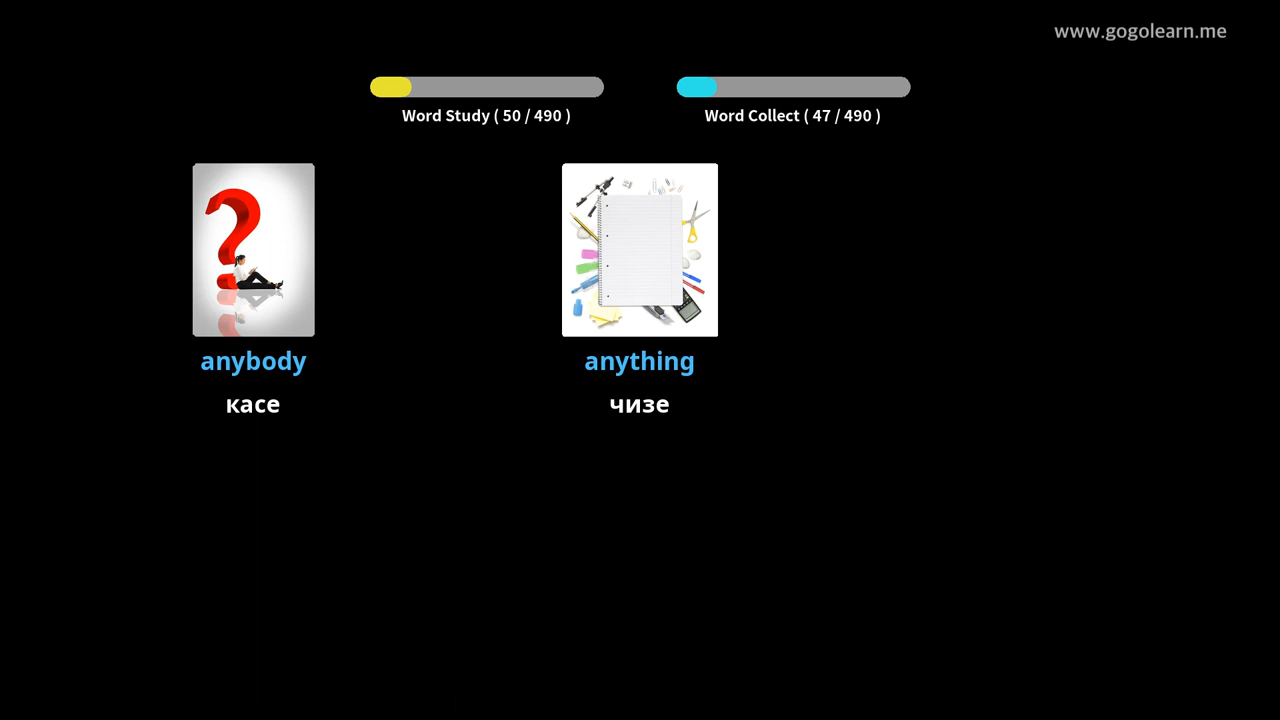 www.gogolearn.me
Word Study ( 50 / 490 )
Word Collect ( 47 / 490 )
anybody
касе
anything
чизе